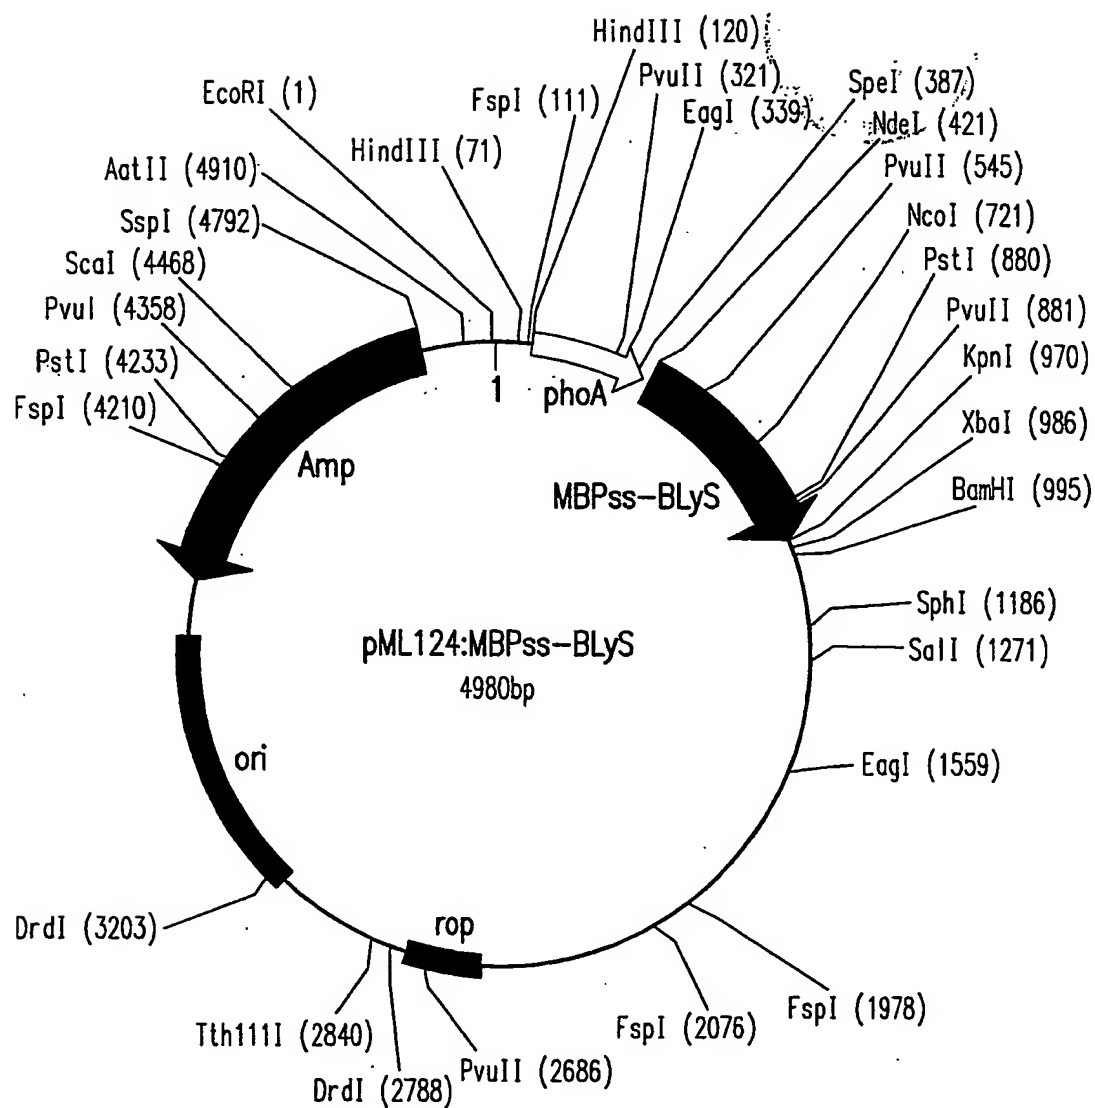 HindIII (120)
PvuII (321)
EagI (339)
SpeI (387)
NdeI (421)
PvuII (545)
NcoI (721)
PstI (880)
PvuII (881)
KpnI (970)
XbaI (986)
BamHI (995)
SphI (1186)
SalI (1271)
EagI (1559)
FspI (1978)
FspI (2076)
PvuII (2686)
DrdI (2788)
Tth111I (2840)
DrdI (3203)
FspI (4210)
PstI (4233)
PvuI (4358)
ScaI (4468)
SspI (4792)
AatII (4910)
EcoRI (1)
HindIII (71)
FspI (111)
1
phoA
MBPss-BLyS
Amp
ori
rop
pML124:MBPss-BLyS
4980bp